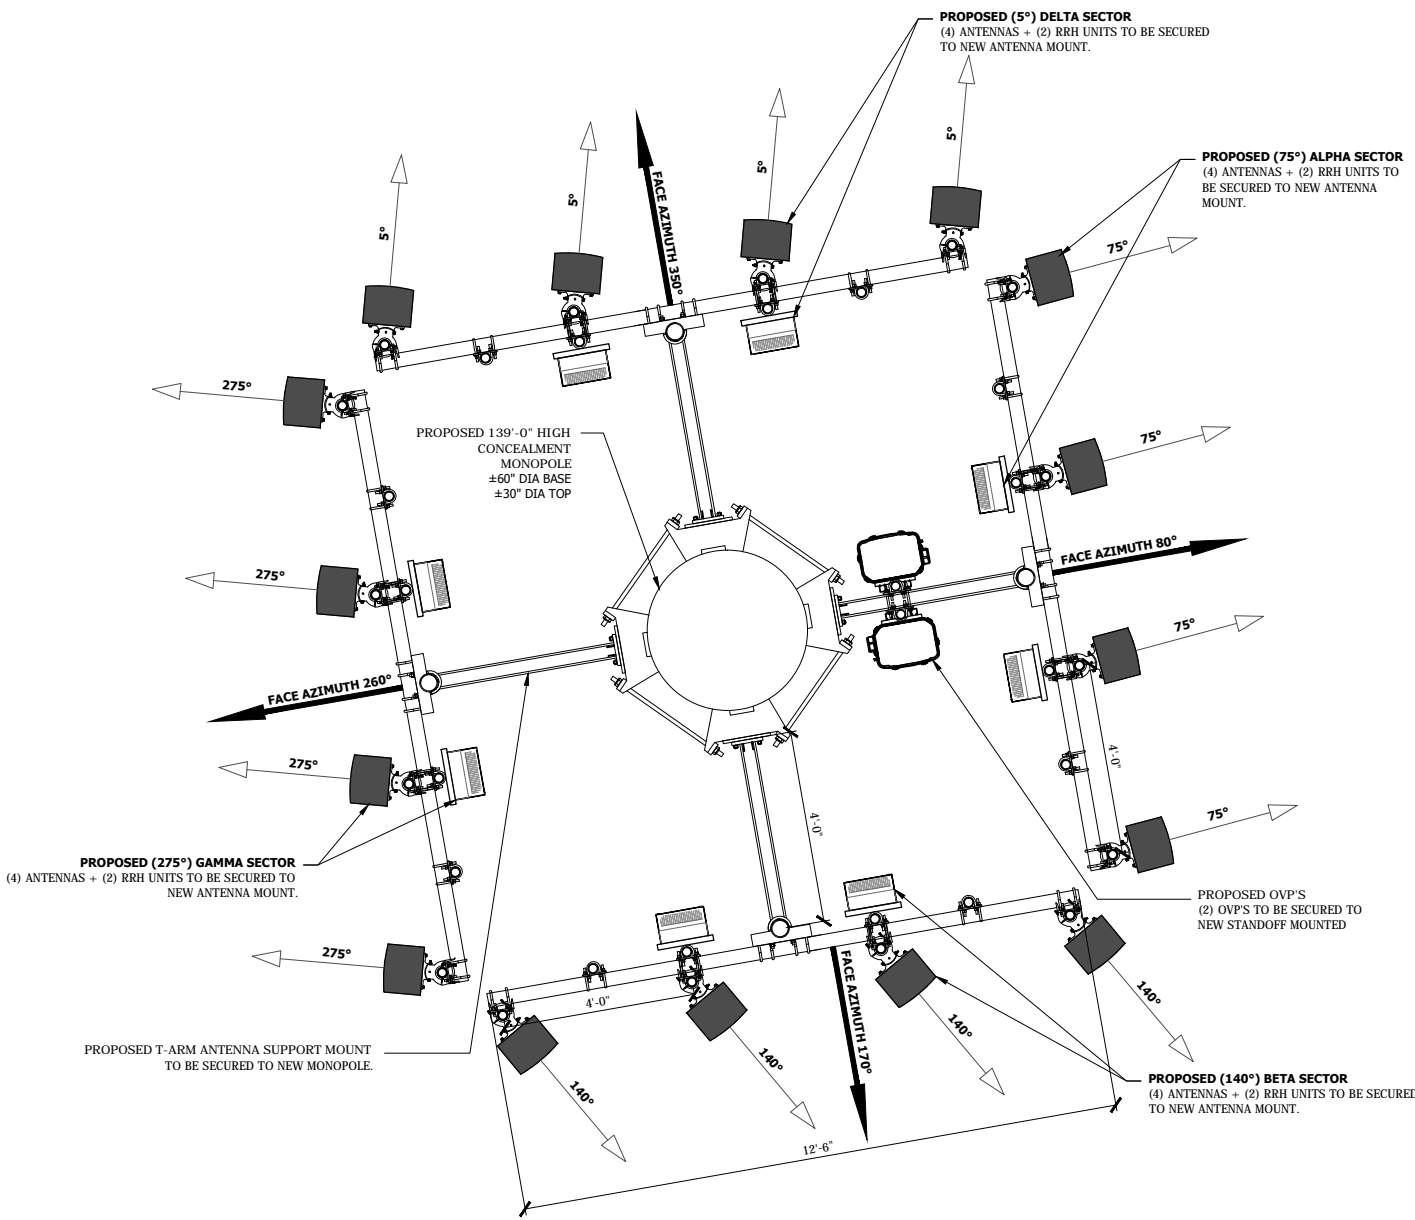 PROPOSED (5°) DELTA SECTOR
(4) ANTENNAS + (2) RRH UNITS TO BE SECURED
TO NEW ANTENNA MOUNT.
PROPOSED (75°) ALPHA SECTOR
(4) ANTENNAS + (2) RRH UNITS TO
BE SECURED TO NEW ANTENNA
MOUNT.
5°
5°
5°
5°
FACE AZIMUTH 350°
75°
75°
75°
75°
FACE AZIMUTH 80°
275°
275°
275°
275°
FACE AZIMUTH 260°
PROPOSED 139'-0" HIGH
CONCEALMENT
MONOPOLE
±60" DIA BASE
±30" DIA TOP
4'-0"
4'-0"
PROPOSED (275°) GAMMA SECTOR
(4) ANTENNAS + (2) RRH UNITS TO BE SECURED TO
NEW ANTENNA MOUNT.
PROPOSED OVP'S
(2) OVP'S TO BE SECURED TO
NEW STANDOFF MOUNTED
4'-0"
FACE AZIMUTH 170°
140°
140°
140°
140°
PROPOSED T-ARM ANTENNA SUPPORT MOUNT
TO BE SECURED TO NEW MONOPOLE.
PROPOSED (140°) BETA SECTOR
(4) ANTENNAS + (2) RRH UNITS TO BE SECURED
TO NEW ANTENNA MOUNT.
12'-6"